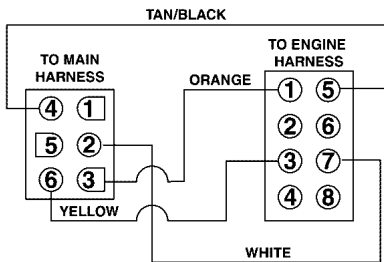 TAN/BLACK
TO MAIN
HARNESS
TO ENGINE
HARNESS
ORANGE
4 1
5 2
6 3
1 5
2 6
3 7
4 8
YELLOW
WHITE